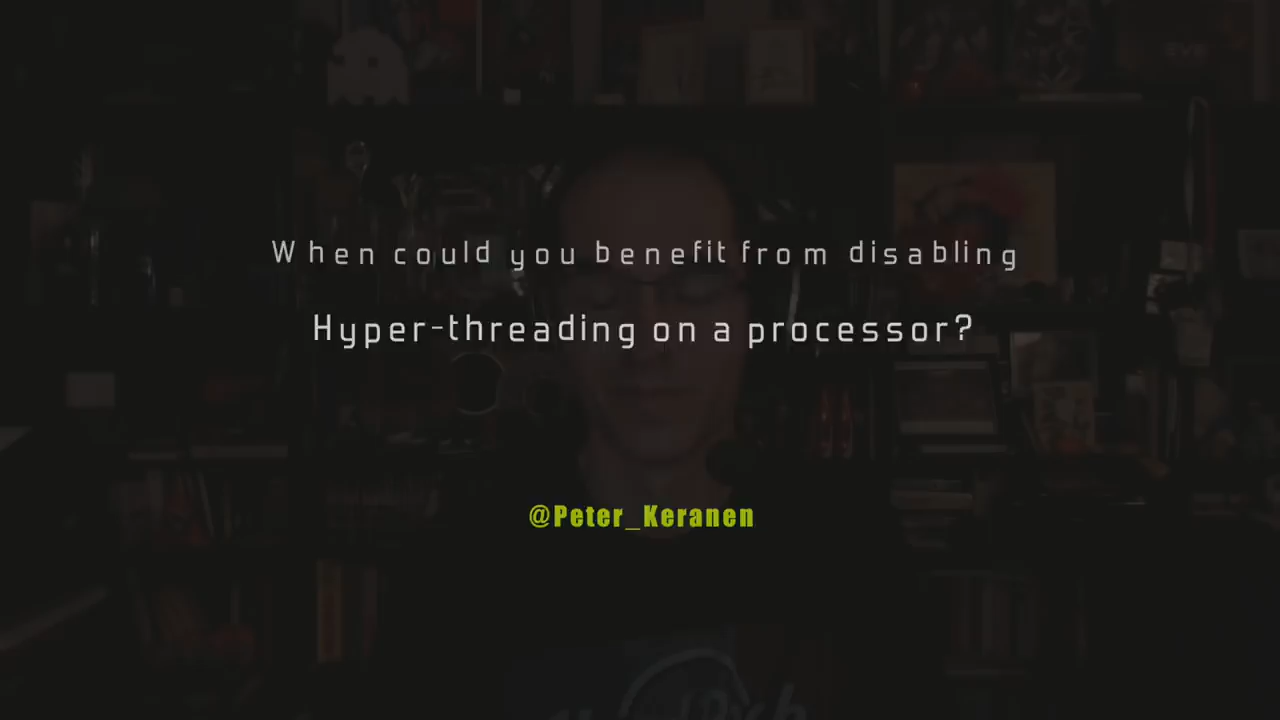 When could you benefit from disabling
Hyper-threading on a processor?
@Peter_Keranen